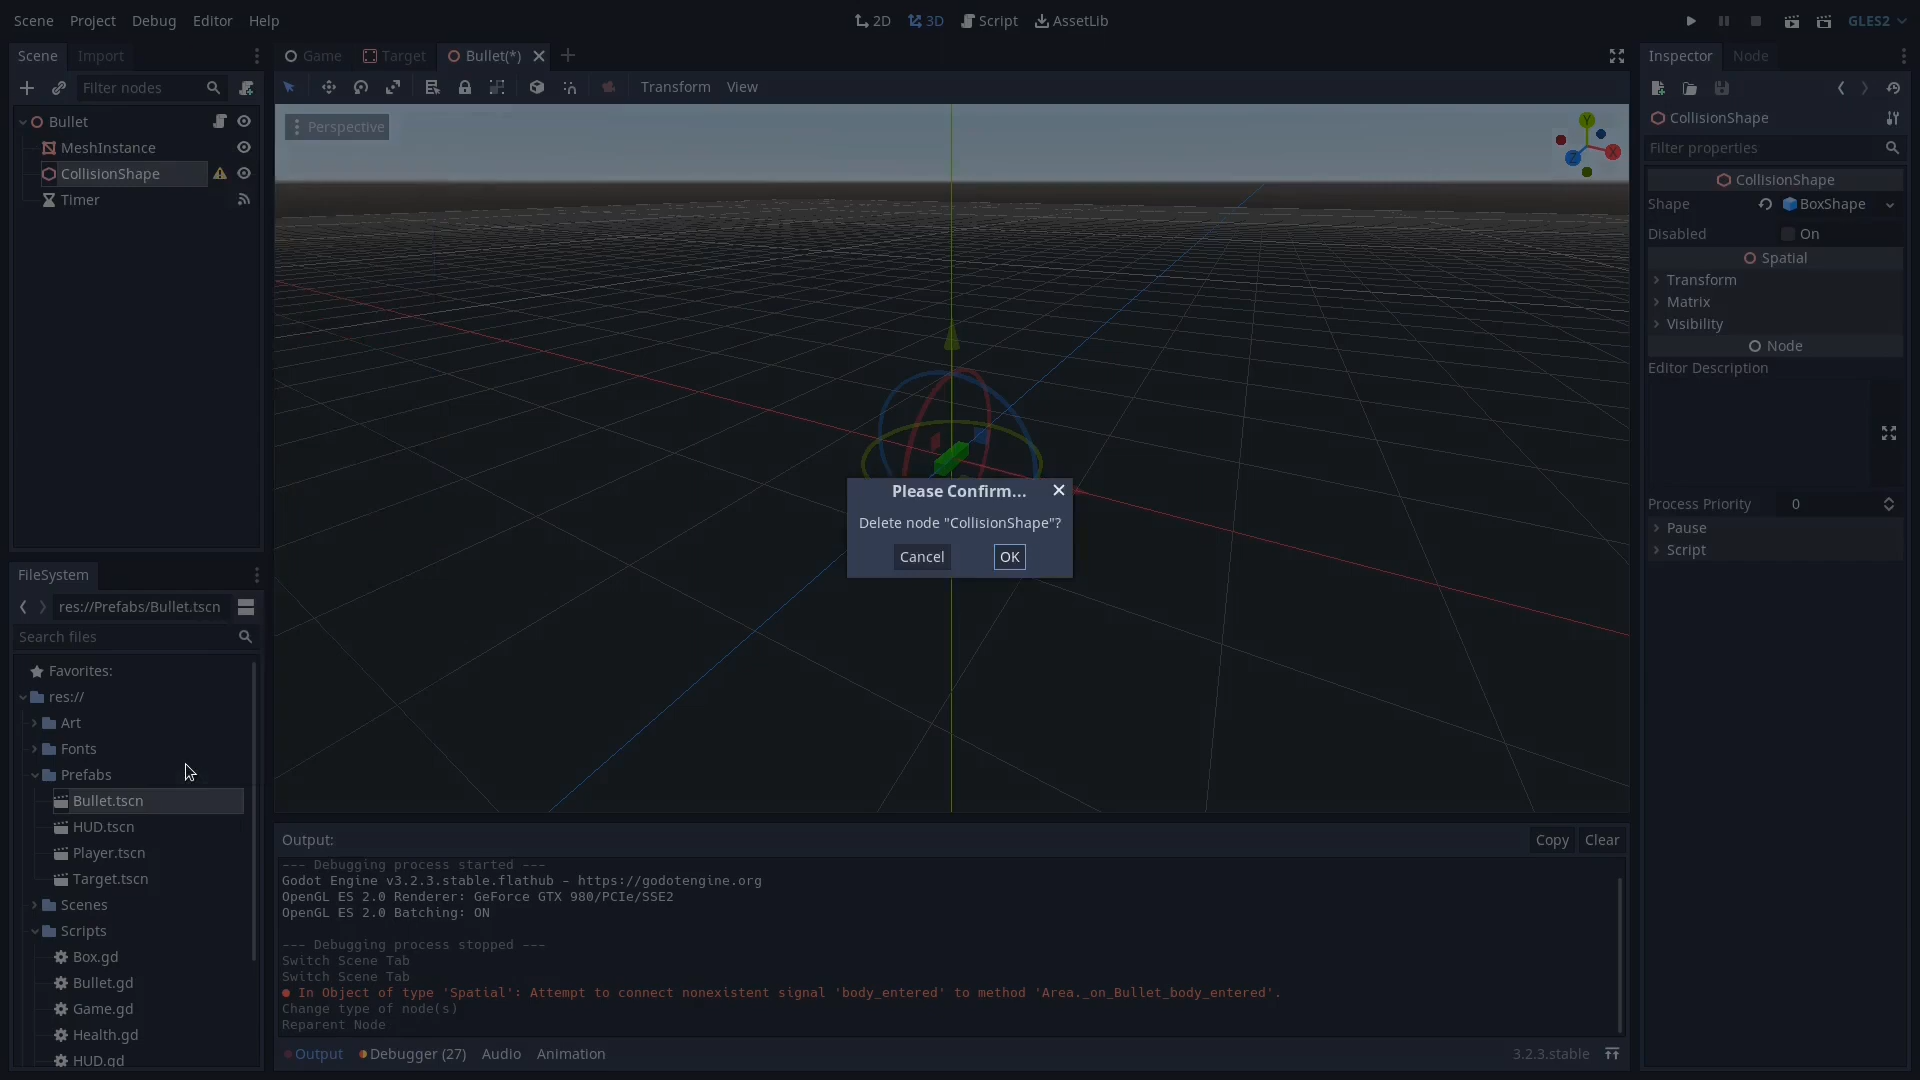 Scene Project Debug Editor Help
2D 3D Script AssetLib
GLES2
Scene Import
Game Target Bullet(*)
Inspector Node
Filter nodes
Transform View
Bullet
MeshInstance
CollisionShape
Timer
Perspective
Y
X
Z
CollisionShape
Filter properties
CollisionShape
Shape BoxShape
Disabled On
Spatial
Transform
Matrix
Visibility
Node
Editor Description
Process Priority 0
Pause
Script
Please Confirm...
Delete node "CollisionShape"?
Cancel OK
FileSystem
res://Prefabs/Bullet.tscn
Search files
Favorites:
res://
Art
Fonts
Prefabs
Bullet.tscn
HUD.tscn
Player.tscn
Target.tscn
Scenes
Scripts
Box.gd
Bullet.gd
Game.gd
Health.gd
HUD.gd
Output:
Copy Clear
--- Debugging process started ---
Godot Engine v3.2.3.stable.flathub - https://godotengine.org
OpenGL ES 2.0 Renderer: GeForce GTX 980/PCIe/SSE2
OpenGL ES 2.0 Batching: ON
--- Debugging process stopped ---
Switch Scene Tab
Switch Scene Tab
In Object of type 'Spatial': Attempt to connect nonexistent signal 'body_entered' to method 'Area._on_Bullet_body_entered'.
Change type of node(s)
Reparent Node
Output Debugger (27) Audio Animation
3.2.3.stable